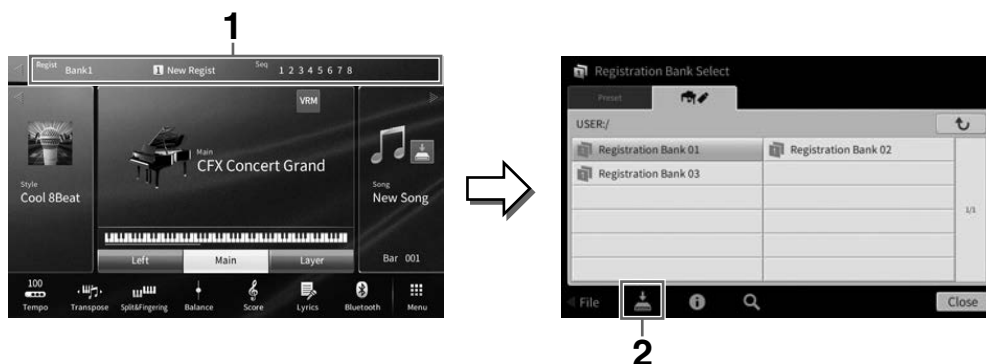 1
Regist Bank1 1 New Regist Seq 1 2 3 4 5 6 7 8
VRM
Main
CFX Concert Grand
Style
Cool 8Beat
Song
New Song
Left Main Layer
Bar 001
100
Tempo Transpose Split&Fingering Balance Score Lyrics Bluetooth Menu
Registration Bank Select
Preset
USER:/
Registration Bank 01 Registration Bank 02
Registration Bank 03
1/1
File Close
2